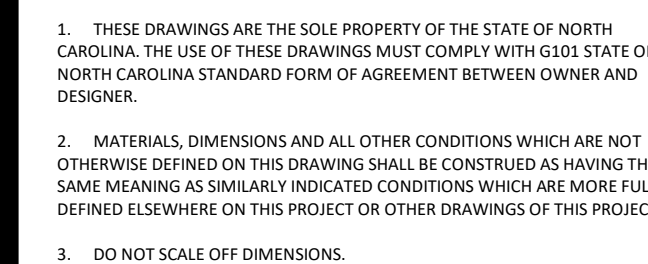 1. THESE DRAWINGS ARE THE SOLE PROPERTY OF THE STATE OF NORTH
CAROLINA. THE USE OF THESE DRAWINGS MUST COMPLY WITH G101 STATE OF
NORTH CAROLINA STANDARD FORM OF AGREEMENT BETWEEN OWNER AND
DESIGNER.
2. MATERIALS, DIMENSIONS AND ALL OTHER CONDITIONS WHICH ARE NOT
OTHERWISE DEFINED ON THIS DRAWING SHALL BE CONSTRUED AS HAVING TH
SAME MEANING AS SIMILARLY INDICATED CONDITIONS WHICH ARE MORE FUL
DEFINED ELSEWHERE ON THIS PROJECT OR OTHER DRAWINGS OF THIS PROJEC
3. DO NOT SCALE OFF DIMENSIONS.